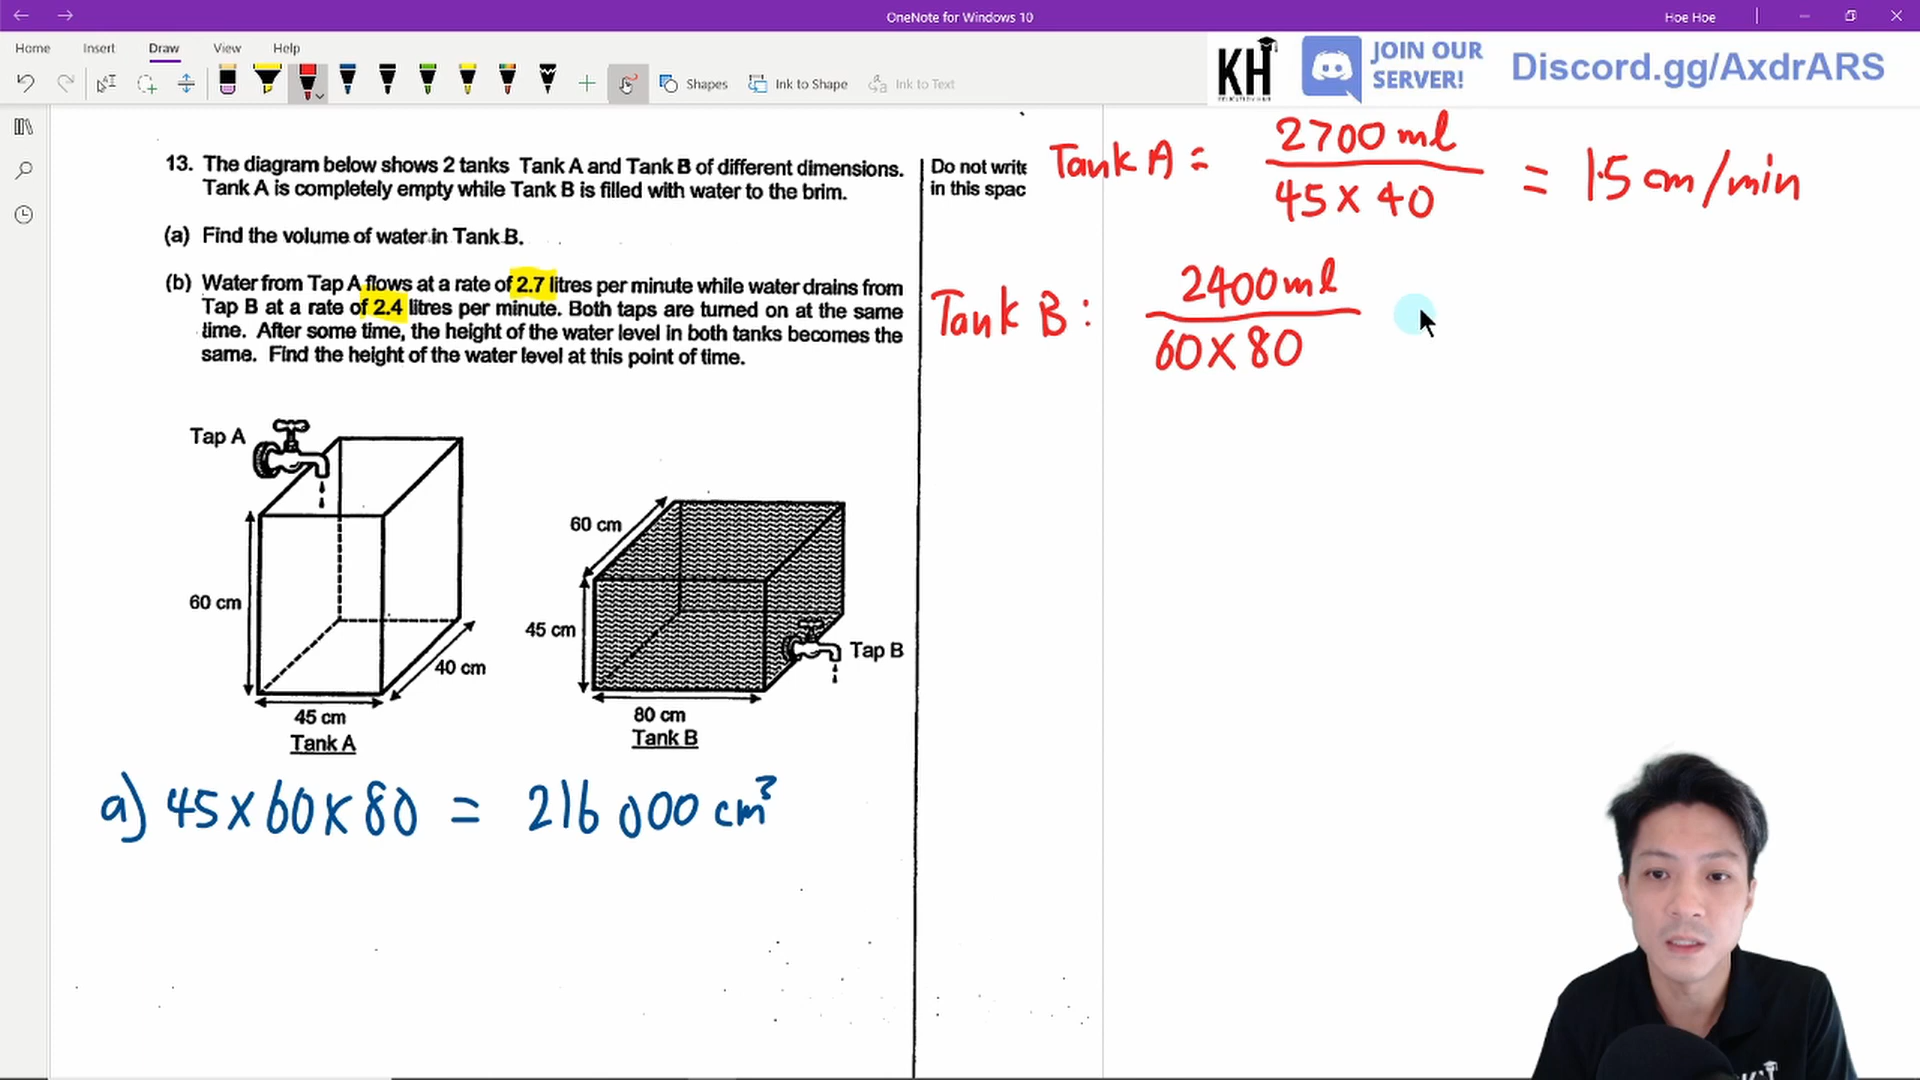 OneNote for Windows 10
Hoe Hoe
Home Insert Draw View Help
Shapes Ink to Shape Ink to Text
KH
JOIN OUR
SERVER!
Discord.gg/AxdrARS
13. The diagram below shows 2 tanks Tank A and Tank B of different dimensions.
Tank A is completely empty while Tank B is filled with water to the brim.
(a) Find the volume of water in Tank B.
(b) Water from Tap A flows at a rate of 2.7 litres per minute while water drains from
Tap B at a rate of 2.4 litres per minute. Both taps are turned on at the same
time. After some time, the height of the water level in both tanks becomes the
same. Find the height of the water level at this point of time.
Do not write
in this spac
Tank A = 2700 ml / 45 x 40 = 1.5 cm/min
Tank B : 2400 ml / 60 x 80
Tap A
60 cm
40 cm
45 cm
Tank A
60 cm
45 cm
Tap B
80 cm
Tank B
a) 45 x 60 x 80 = 216 000 cm³